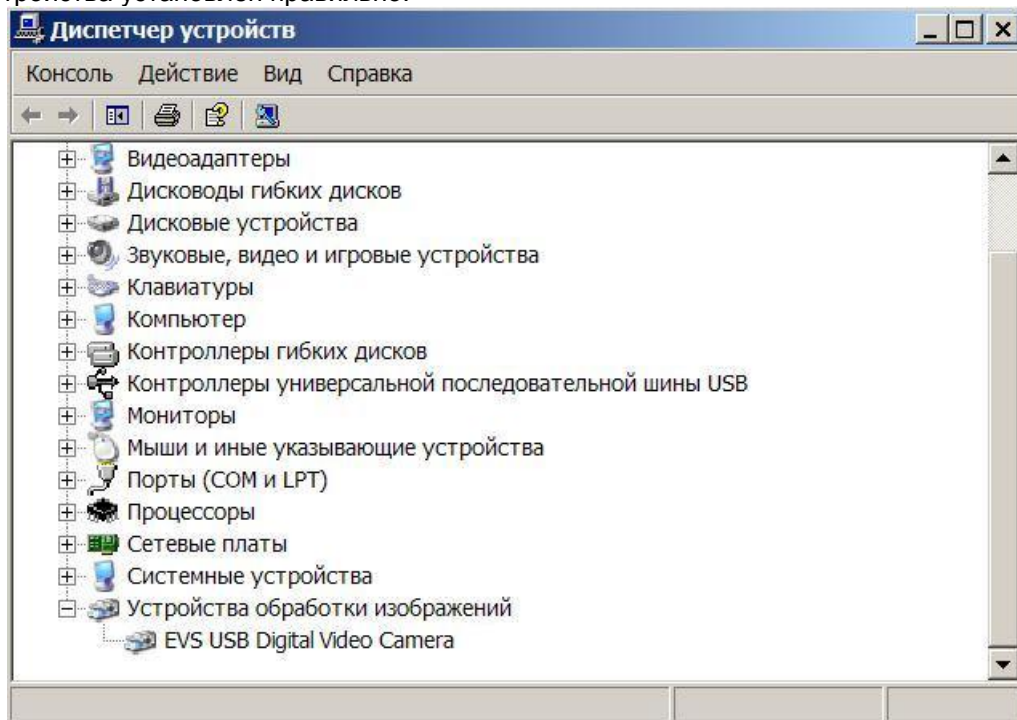 установлен правильно.
Диспетчер устройств
Консоль Действие Вид Справка
Видеоадаптеры
Дисководы гибких дисков
Дисковые устройства
Звуковые, видео и игровые устройства
Клавиатуры
Компьютер
Контроллеры гибких дисков
Контроллеры универсальной последовательной шины USB
Мониторы
Мыши и иные указывающие устройства
Порты (COM и LPT)
Процессоры
Сетевые платы
Системные устройства
Устройства обработки изображений
EVS USB Digital Video Camera